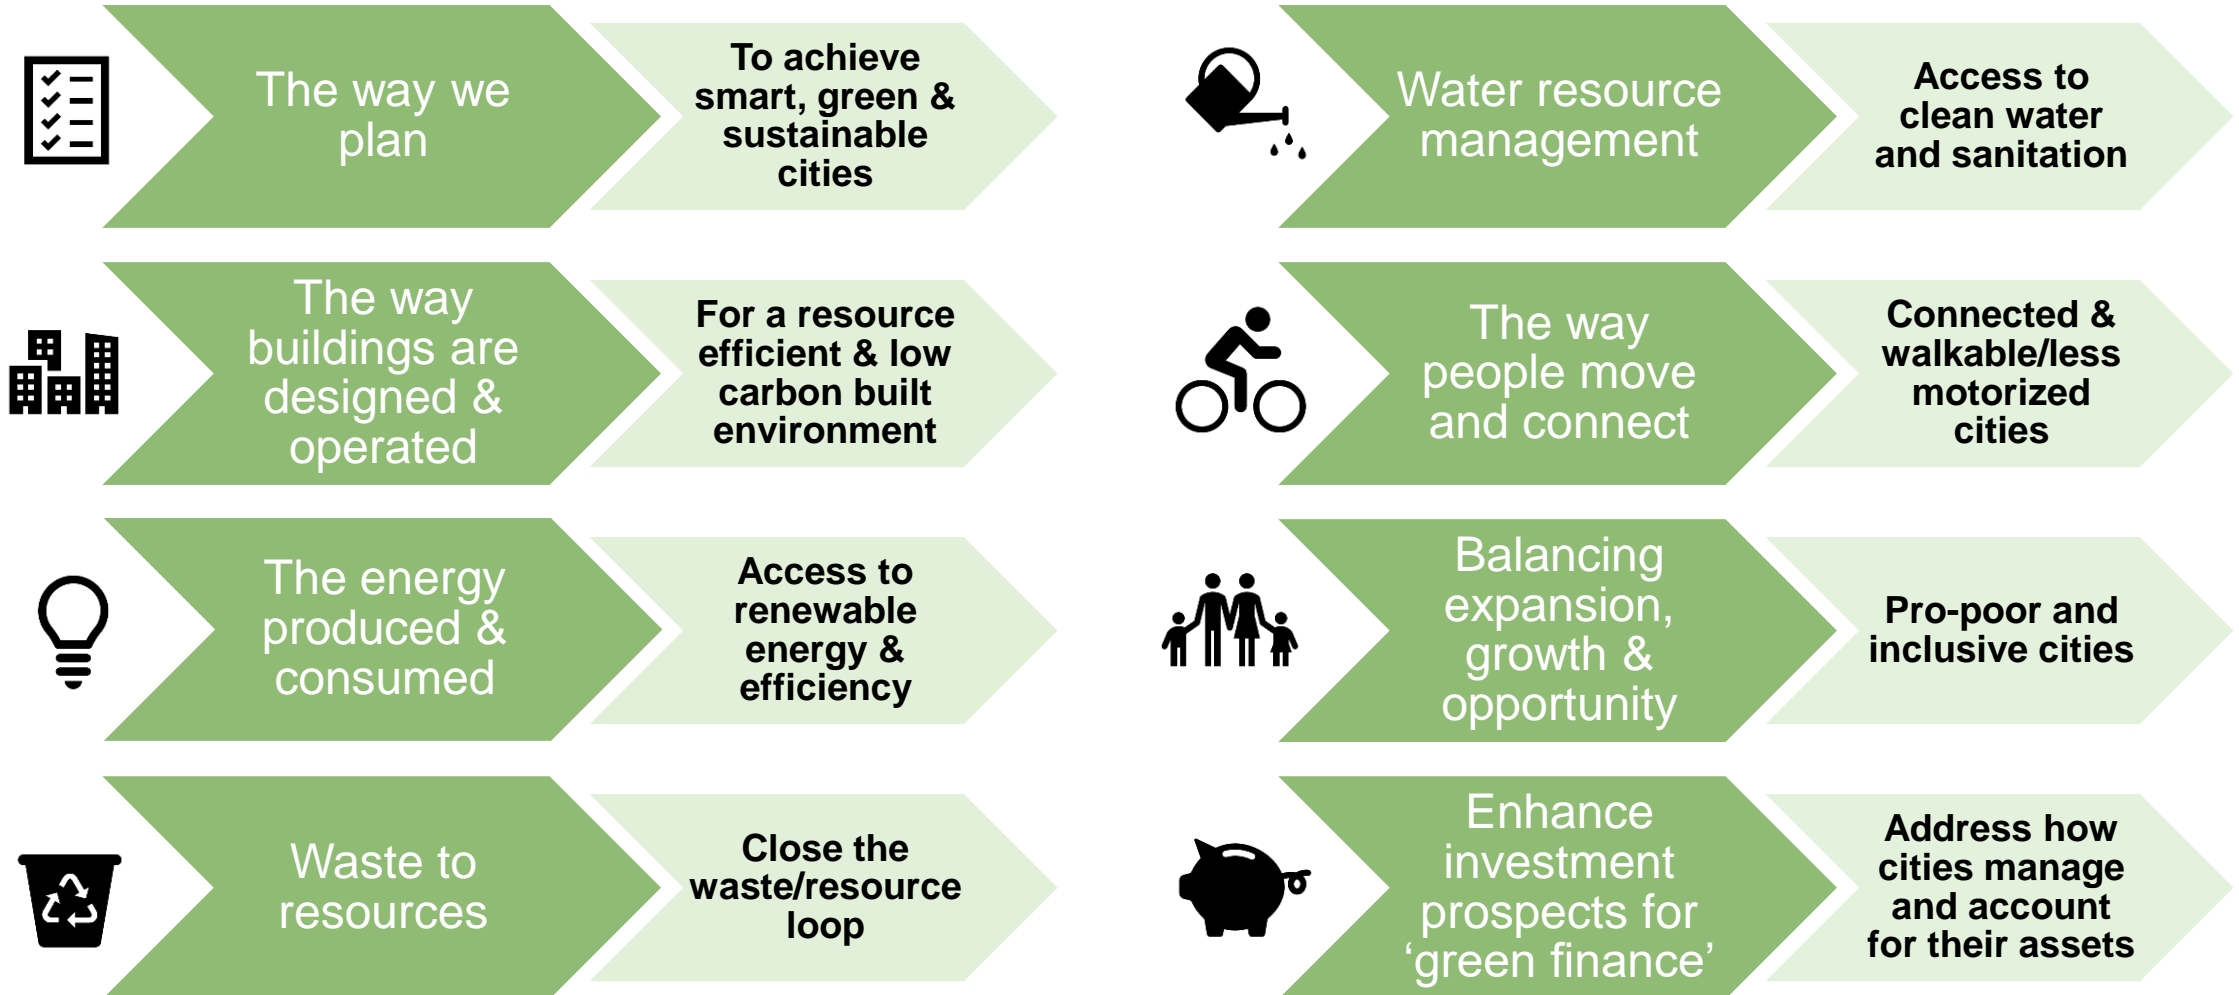 The way we
plan
To achieve
smart, green &
sustainable
cities
The way
buildings are
designed &
operated
For a resource
efficient & low
carbon built
environment
The energy
produced &
consumed
Access to
renewable
energy &
efficiency
Waste to
resources
Close the
waste/resource
loop
Water resource
management
Access to
clean water
and sanitation
The way
people move
and connect
Connected &
walkable/less
motorized
cities
Balancing
expansion,
growth &
opportunity
Pro-poor and
inclusive cities
Enhance
investment
prospects for
‘green finance’
Address how
cities manage
and account
for their assets